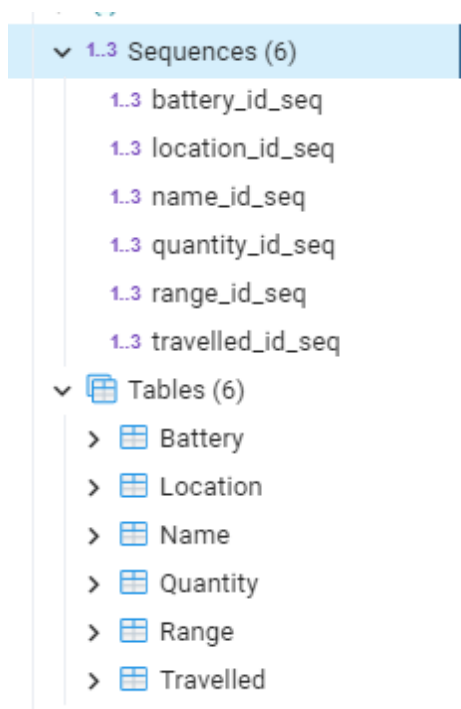 1..3 Sequences (6)
1..3 battery_id_seq
1..3 location_id_seq
1..3 name_id_seq
1..3 quantity_id_seq
1..3 range_id_seq
1..3 travelled_id_seq
Tables (6)
Battery
Location
Name
Quantity
Range
Travelled